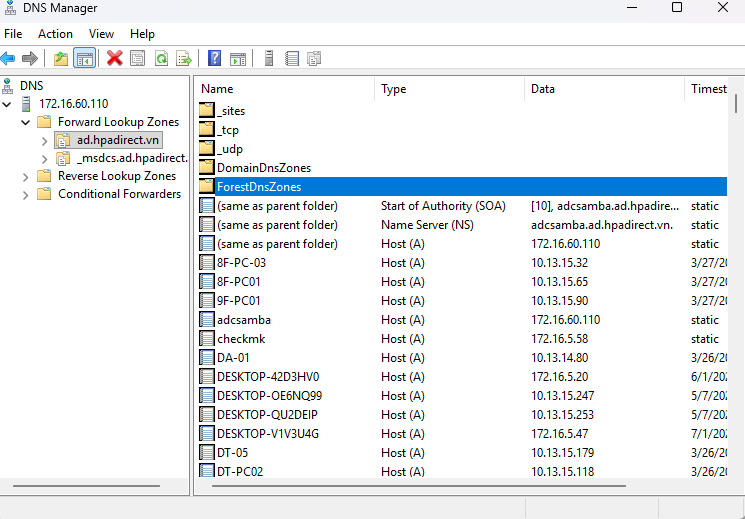 DNS Manager
File Action View Help
DNS
172.16.60.110
Forward Lookup Zones
ad.hpadirect.vn
_msdcs.ad.hpadirect.
Reverse Lookup Zones
Conditional Forwarders
Name Type Data Timest
_sites
_tcp
_udp
DomainDnsZones
ForestDnsZones
(same as parent folder) Start of Authority (SOA) [10], adcsamba.ad.hpadire... static
(same as parent folder) Name Server (NS) adcsamba.ad.hpadirect.vn. static
(same as parent folder) Host (A) 172.16.60.110 static
8F-PC-03 Host (A) 10.13.15.32 3/27/20
8F-PC01 Host (A) 10.13.15.65 3/27/20
9F-PC01 Host (A) 10.13.15.90 3/27/20
adcsamba Host (A) 172.16.60.110 static
checkmk Host (A) 172.16.5.58 static
DA-01 Host (A) 10.13.14.80 3/26/20
DESKTOP-42D3HV0 Host (A) 172.16.5.20 6/1/202
DESKTOP-OE6NQ99 Host (A) 10.13.15.247 5/7/202
DESKTOP-QU2DEIP Host (A) 10.13.15.253 5/7/202
DESKTOP-V1V3U4G Host (A) 172.16.5.47 7/1/202
DT-05 Host (A) 10.13.15.179 3/26/20
DT-PC02 Host (A) 10.13.15.118 3/26/20